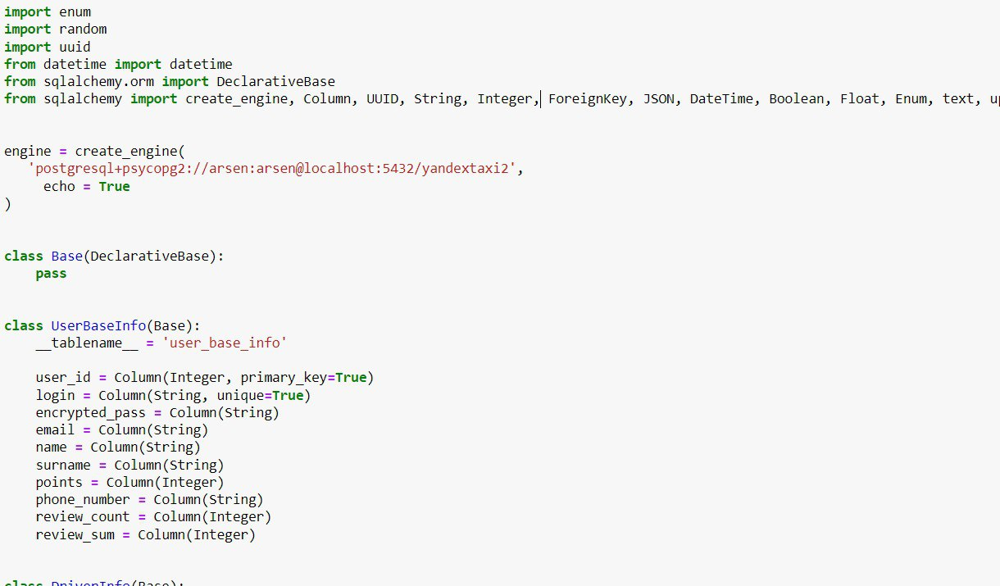 import enum
import random
import uuid
from datetime import datetime
from sqlalchemy.orm import DeclarativeBase
from sqlalchemy import create_engine, Column, UUID, String, Integer, ForeignKey, JSON, DateTime, Boolean, Float, Enum, text,
engine = create_engine(
'postgresql+psycopg2://arsen:arsen@localhost:5432/yandextaxi2',
echo = True
)
class Base(DeclarativeBase):
pass
class UserBaseInfo(Base):
__tablename__ = 'user_base_info'
user_id = Column(Integer, primary_key=True)
login = Column(String, unique=True)
encrypted_pass = Column(String)
email = Column(String)
name = Column(String)
surname = Column(String)
points = Column(Integer)
phone_number = Column(String)
review_count = Column(Integer)
review_sum = Column(Integer)
class